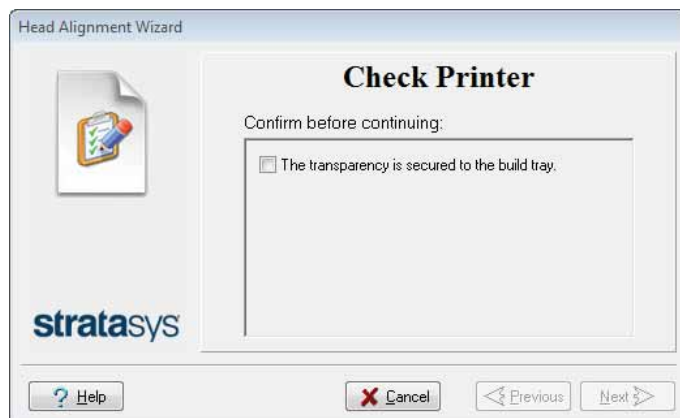 Head Alignment Wizard
Check Printer
Confirm before continuing:
The transparency is secured to the build tray.
stratasys
? Help
Cancel
Previous
Next